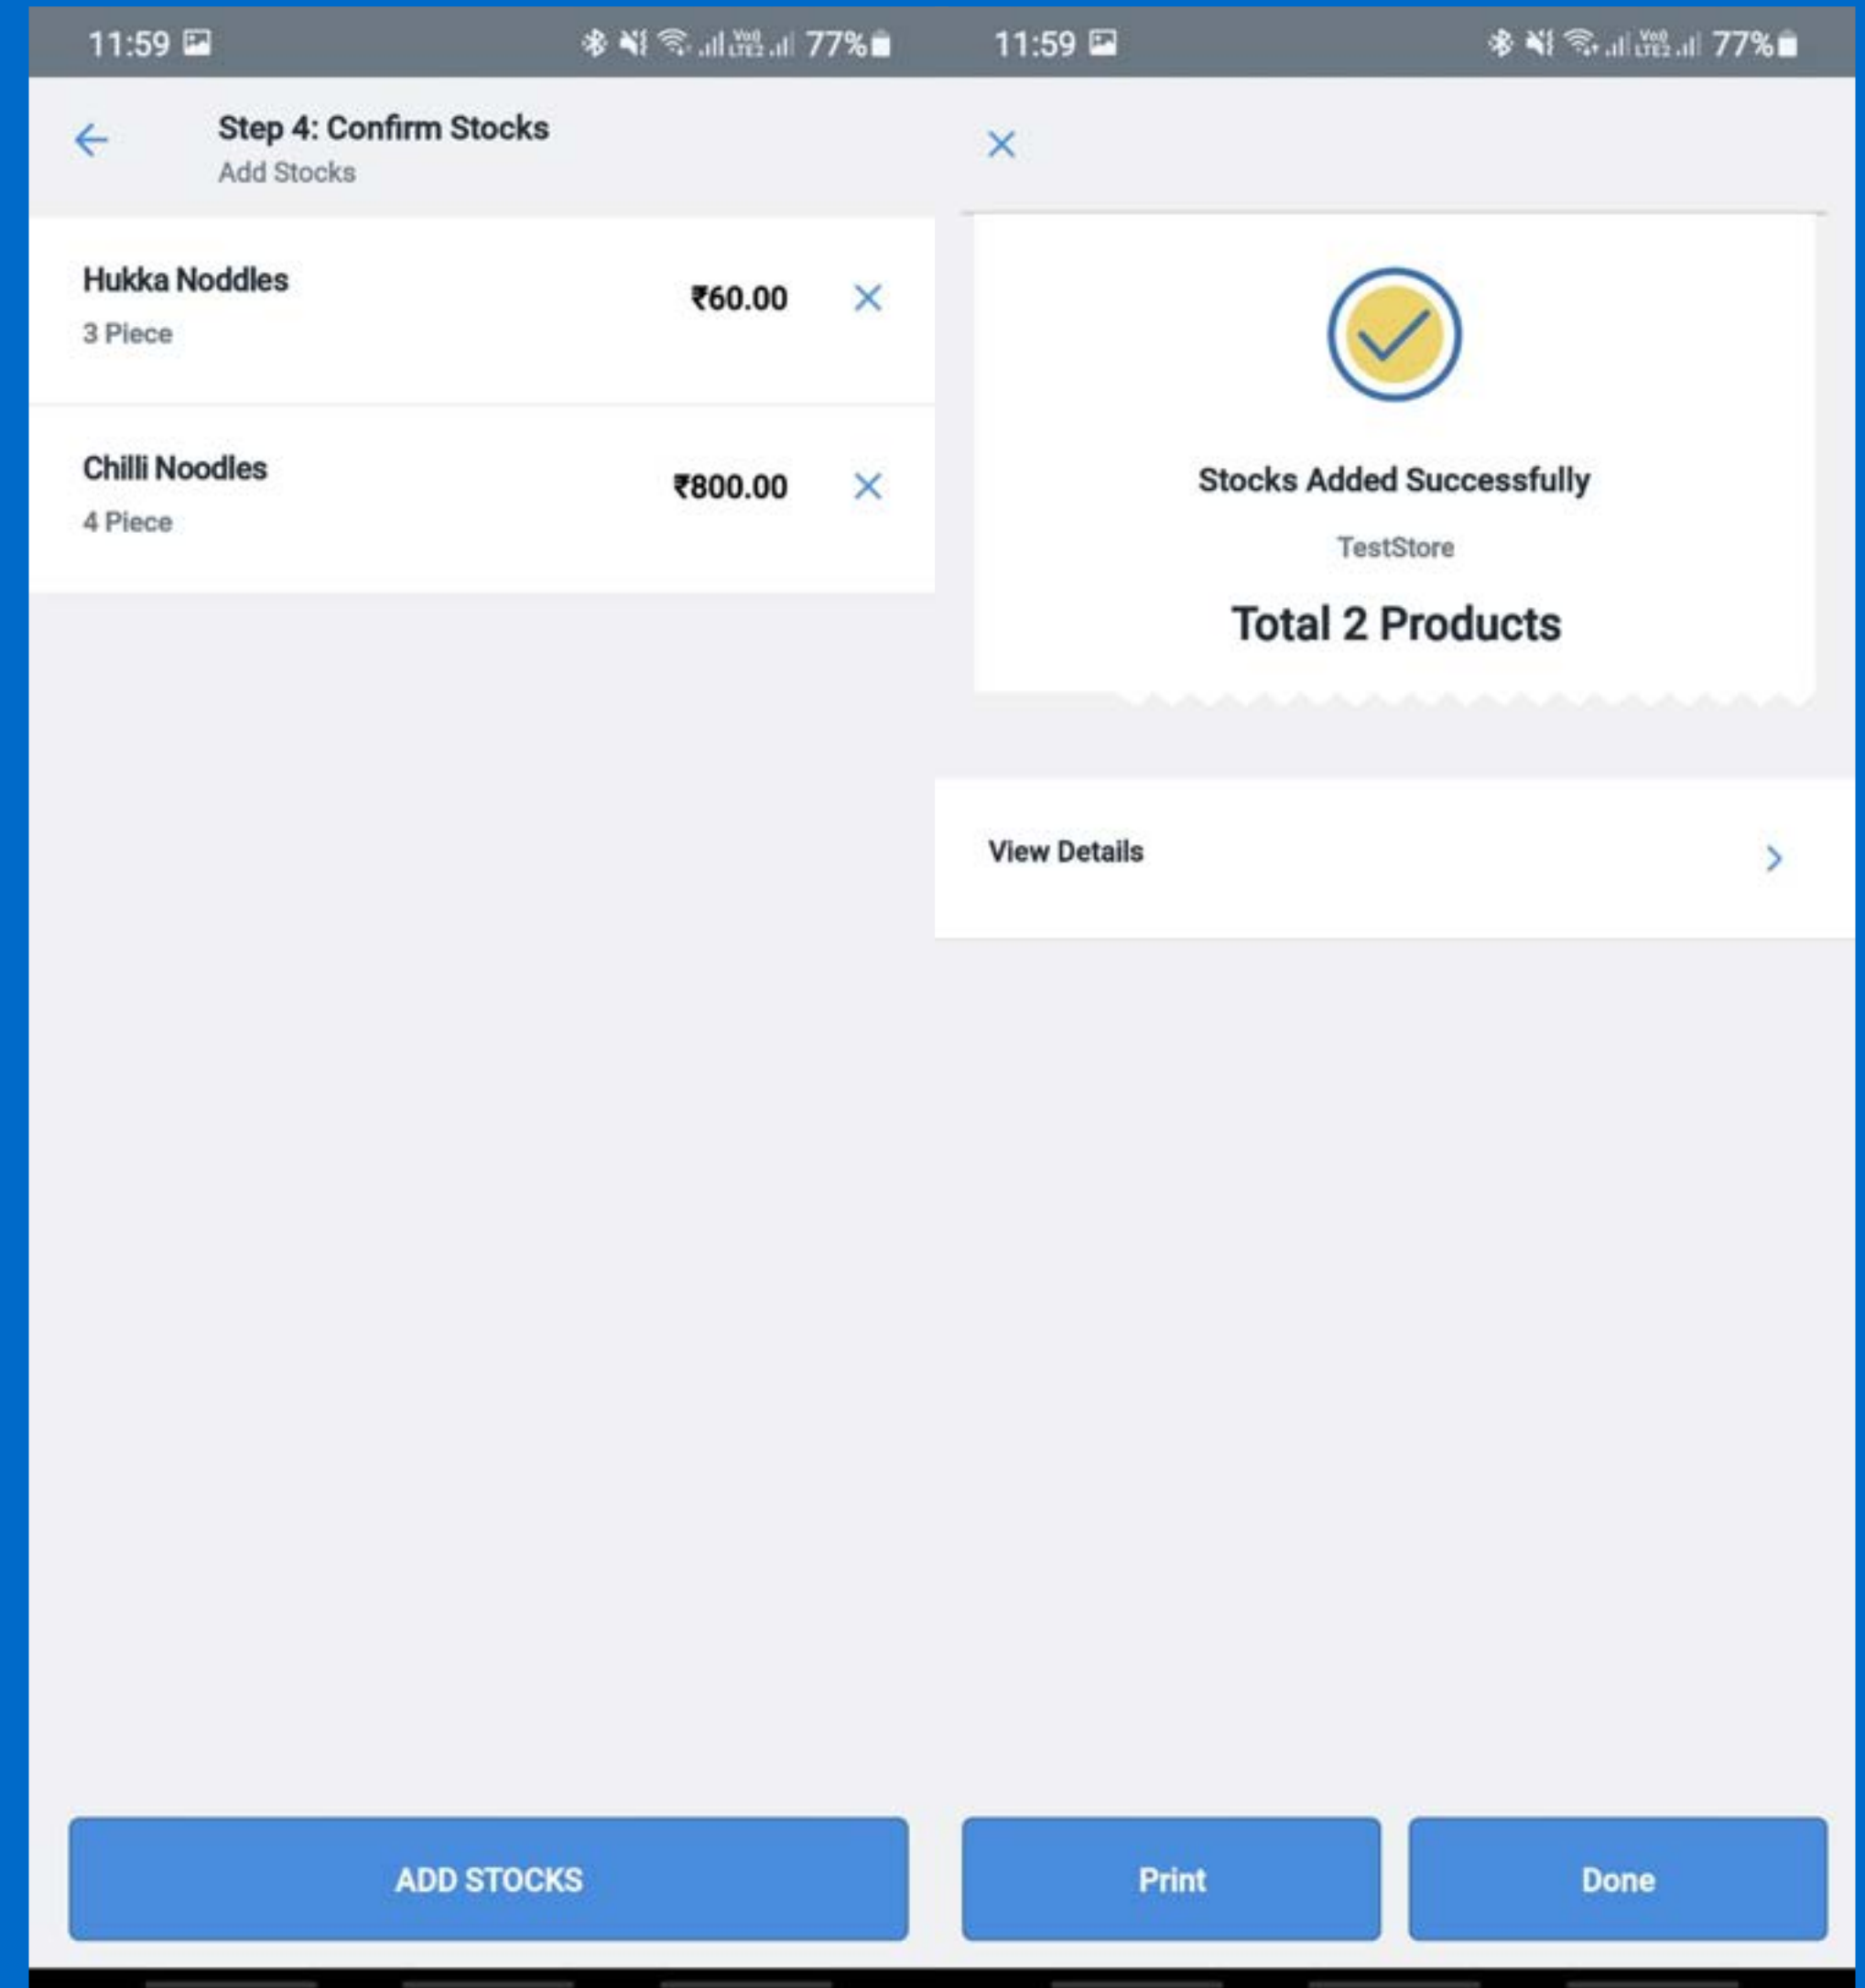 11:59
77%
Step 4: Confirm Stocks
Add Stocks
Hukka Noddles
₹60.00
3 Piece
Chilli Noodles
₹800.00
4 Piece
ADD STOCKS
11:59
77%
Stocks Added Successfully
TestStore
Total 2 Products
View Details
Print
Done